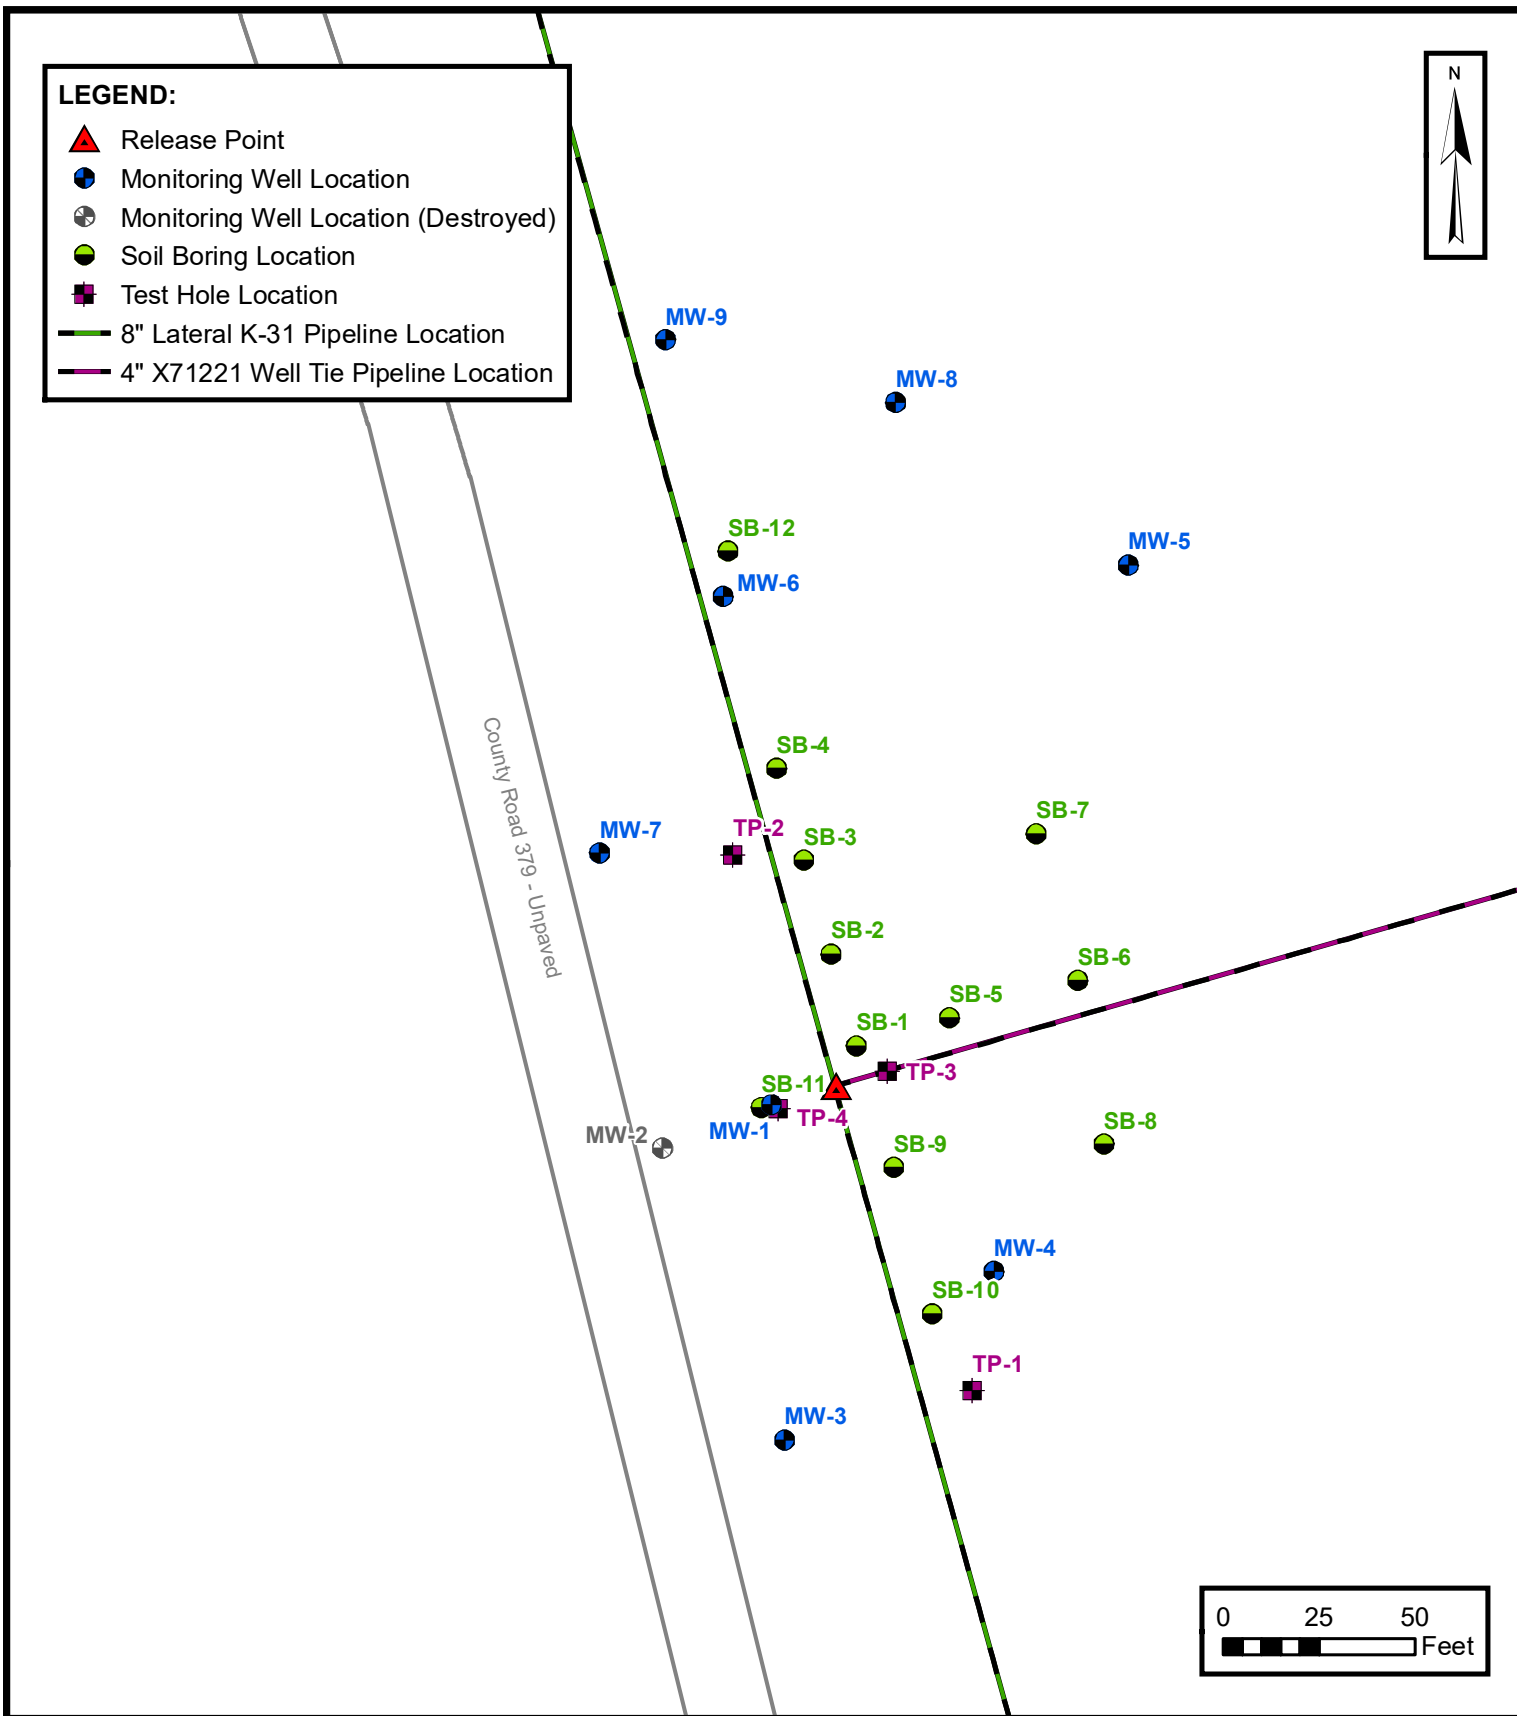 LEGEND:
Release Point
Monitoring Well Location
Monitoring Well Location (Destroyed)
Soil Boring Location
Test Hole Location
8" Lateral K-31 Pipeline Location
4" X71221 Well Tie Pipeline Location
N
MW-9
MW-8
SB-12
MW-5
MW-6
County Road 379 - Unpaved
SB-4
SB-7
MW-7
TP-2
SB-3
SB-2
SB-6
SB-5
SB-1
TP-3
SB-11
TP-4
MW-1
MW-2
SB-8
SB-9
MW-4
SB-10
TP-1
MW-3
0 25 50
Feet